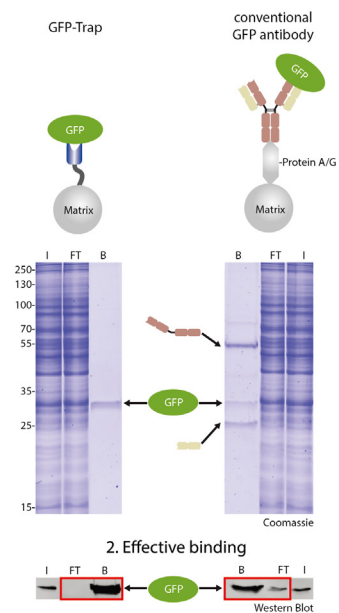 GFP-Trap
conventional
GFP antibody
GFP
GFP
-Protein A/G
Matrix
Matrix
I FT B
B FT I
250-
130-
100-
70-
55-
35-
GFP
25-
15-
Coomassie
2. Effective binding
I FT B
B FT I
GFP
Western Blot